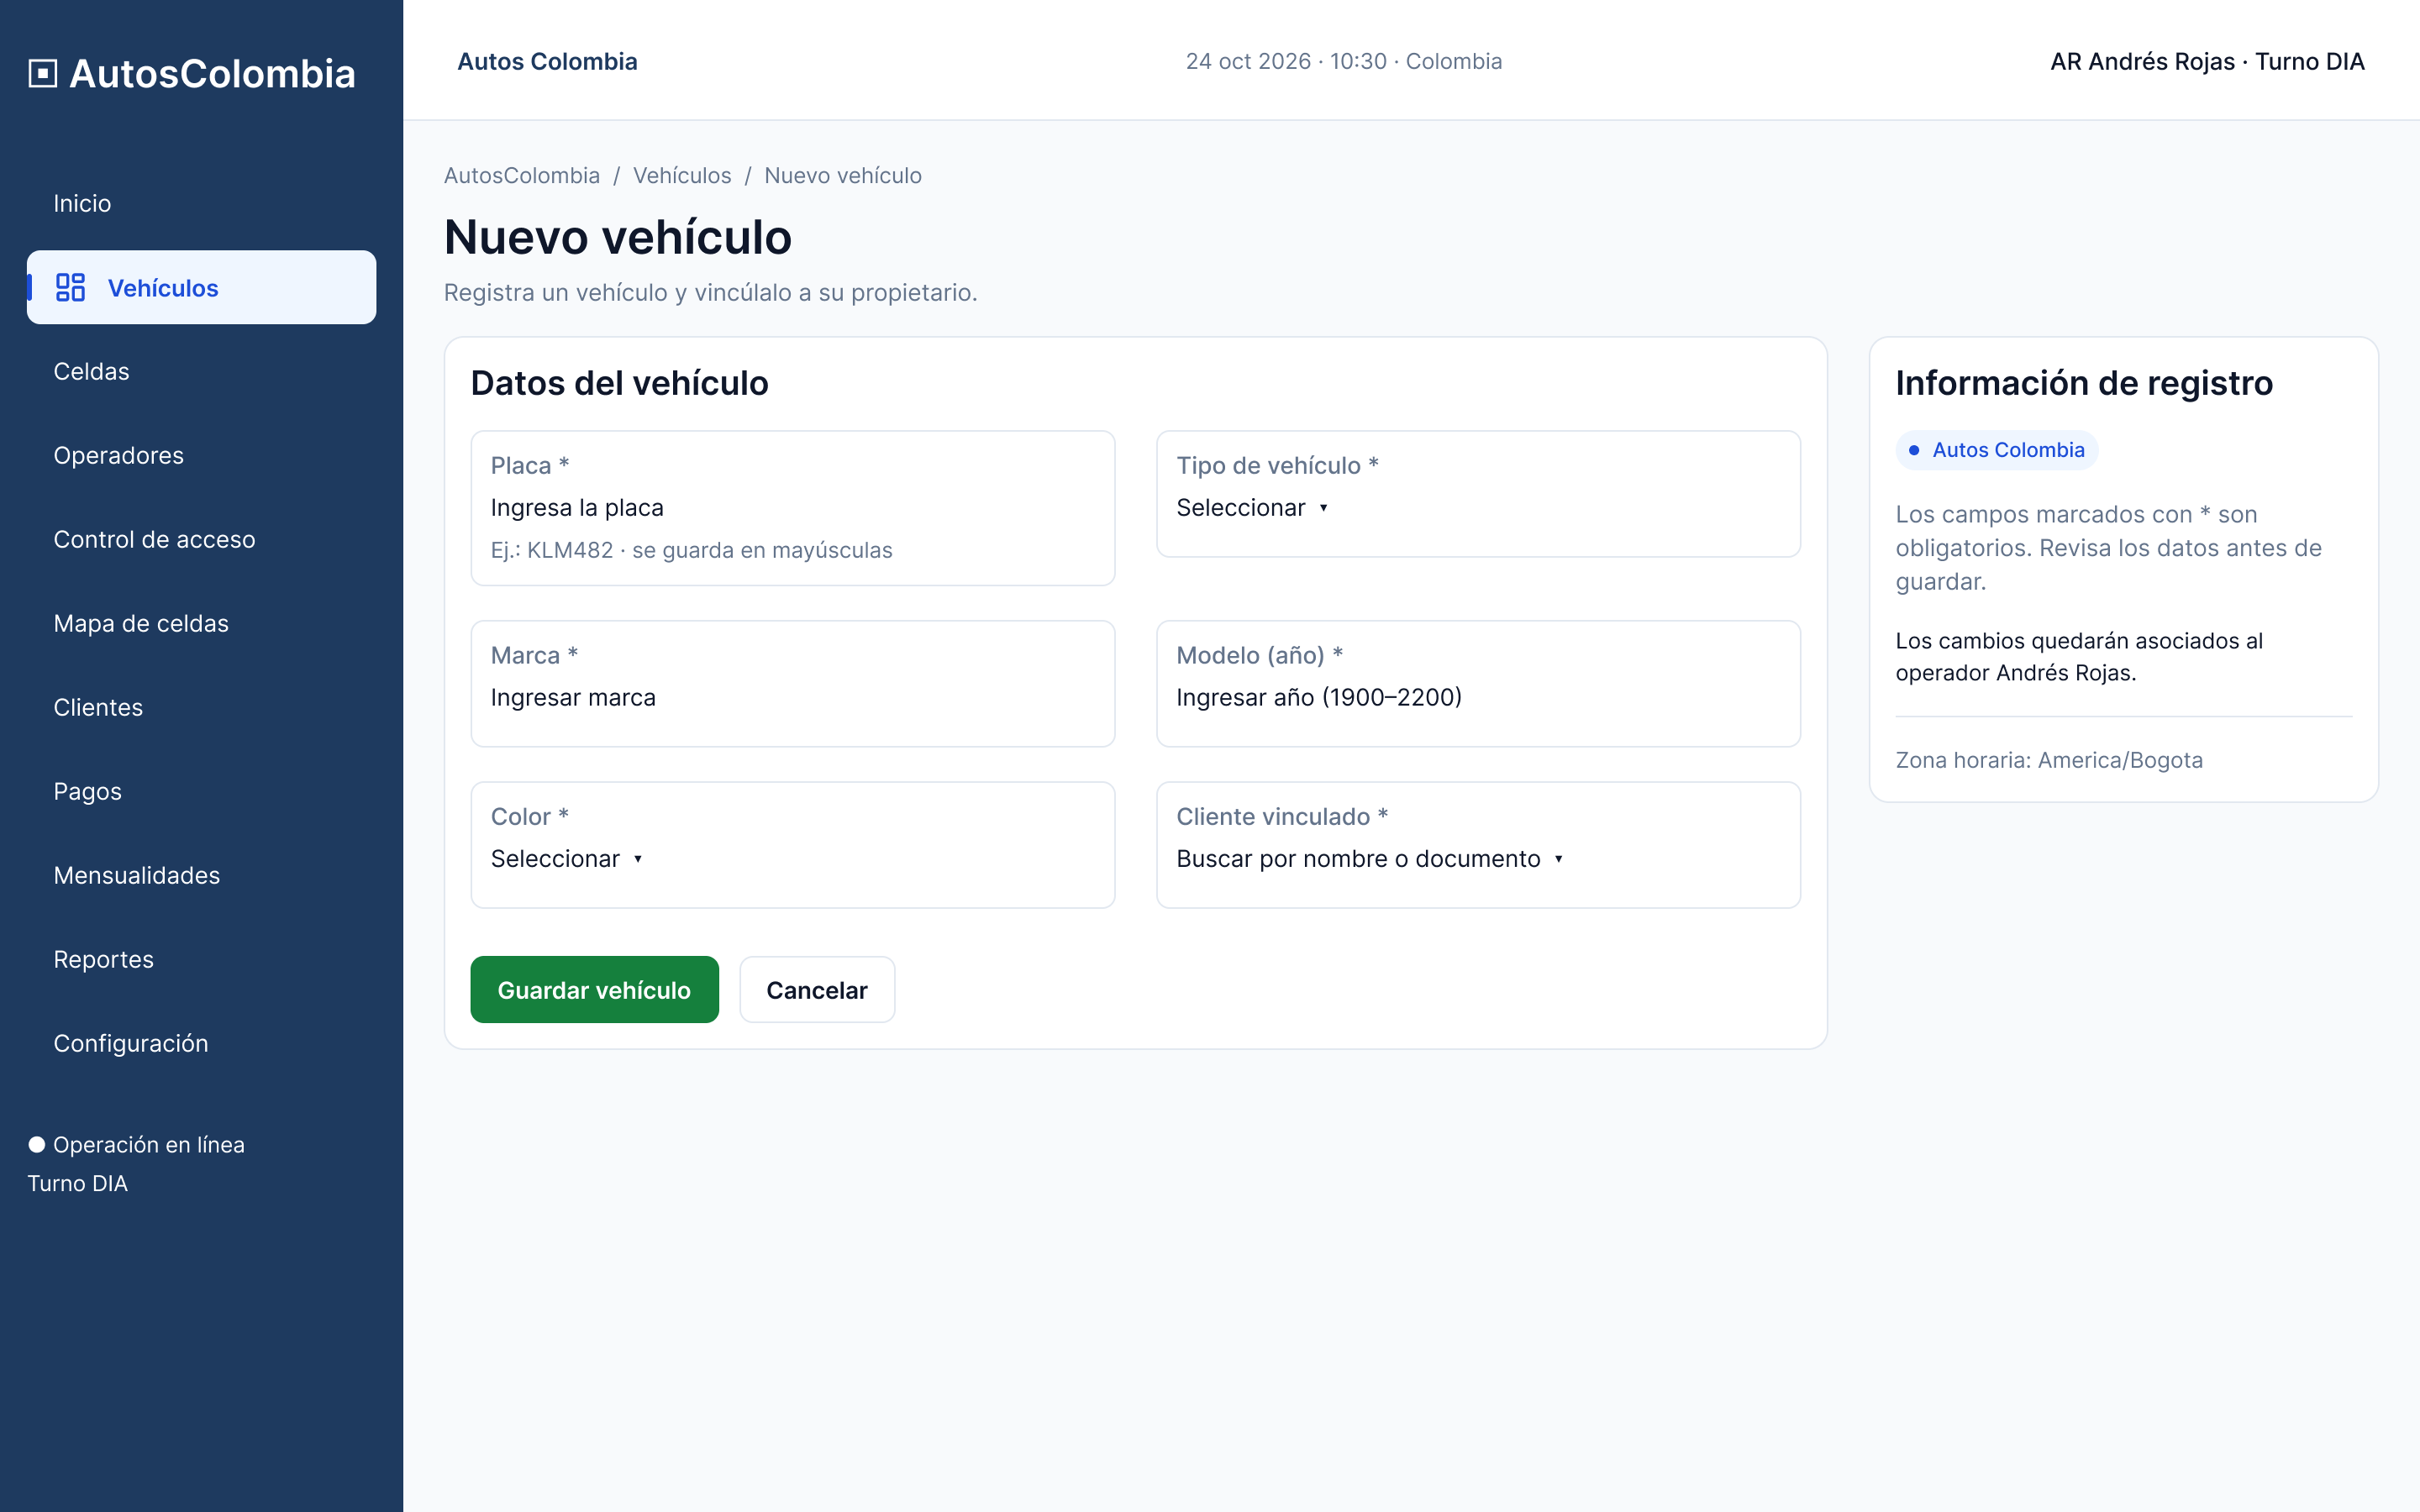 AutosColombia
Inicio
Vehículos
Celdas
Operadores
Control de acceso
Mapa de celdas
Clientes
Pagos
Mensualidades
Reportes
Configuración
Operación en línea
Turno DIA
Autos Colombia
24 oct 2026 · 10:30 · Colombia
AR Andrés Rojas · Turno DIA
AutosColombia / Vehículos / Nuevo vehículo
Nuevo vehículo
Registra un vehículo y vincúlalo a su propietario.
Datos del vehículo
Placa *
Ingresa la placa
Ej.: KLM482 · se guarda en mayúsculas
Tipo de vehículo *
Seleccionar ▾
Marca *
Ingresar marca
Modelo (año) *
Ingresar año (1900–2200)
Color *
Seleccionar ▾
Cliente vinculado *
Buscar por nombre o documento ▾
Guardar vehículo
Cancelar
Información de registro
Autos Colombia
Los campos marcados con * son
obligatorios. Revisa los datos antes de
guardar.
Los cambios quedarán asociados al
operador Andrés Rojas.
Zona horaria: America/Bogota